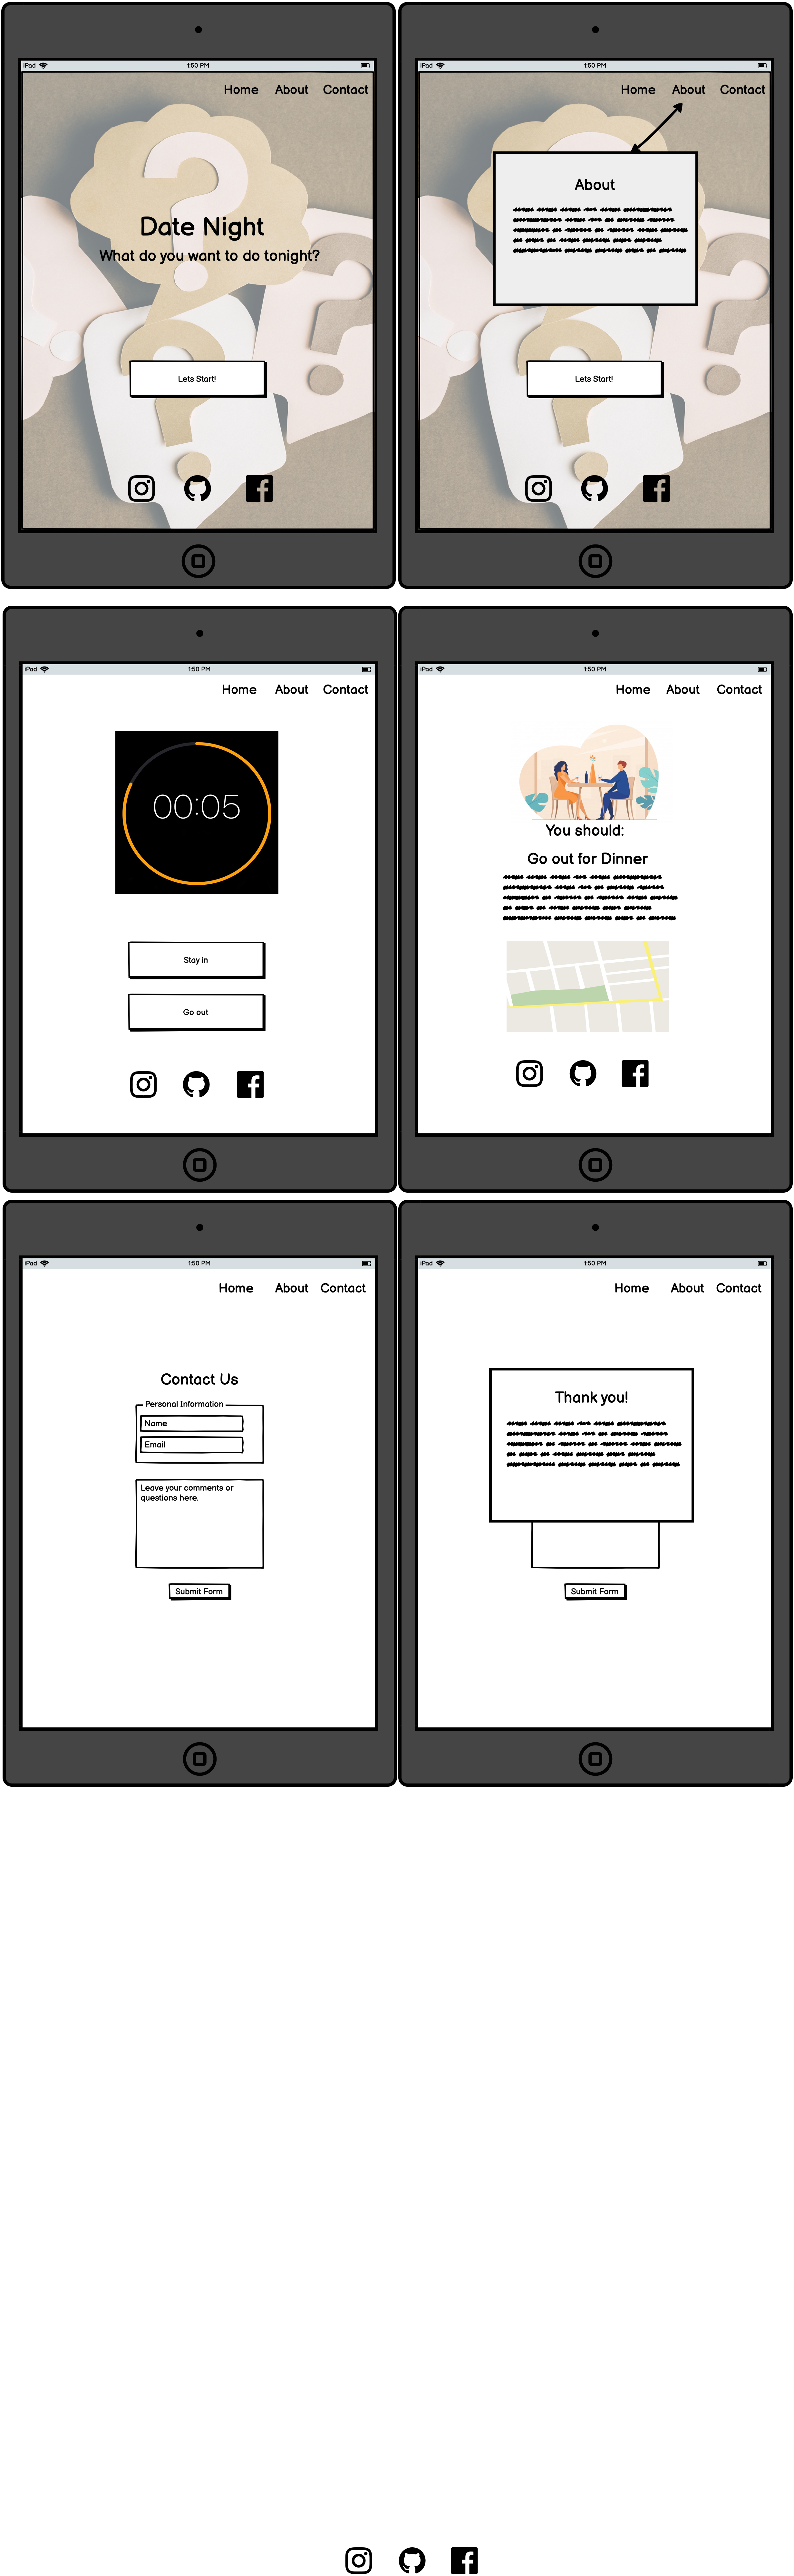 iPad
1:50 PM
Home About Contact
Date Night
What do you want to do tonight?
Lets Start!
iPad
1:50 PM
Home About Contact
About
Lets Start!
iPad
1:50 PM
Home About Contact
00:05
Stay in
Go out
iPad
1:50 PM
Home About Contact
You should:
Go out for Dinner
iPad
1:50 PM
Home About Contact
Contact Us
Personal Information
Name
Email
Leave your comments or
questions here.
Submit Form
iPad
1:50 PM
Home About Contact
Thank you!
Submit Form